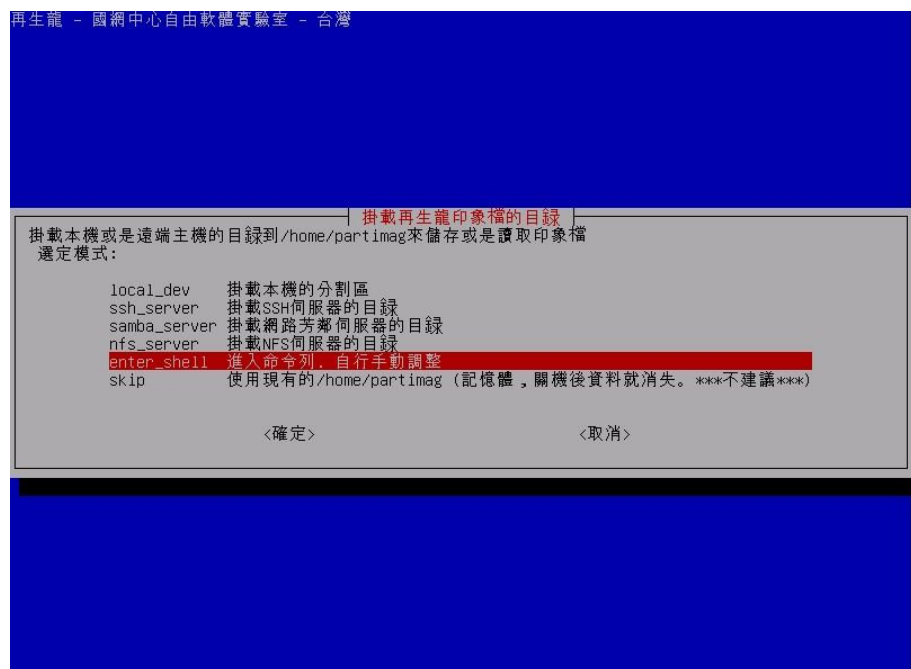 再生龍 - 國網中心自由軟體實驗室 - 台灣
掛載再生龍印象檔的目錄
掛載本機或是遠端主機的目錄到/home/partimag來儲存或是讀取印象檔
選定模式:
local_dev 掛載本機的分割區
ssh_server 掛載SSH伺服器的目錄
samba_server 掛載網路芳鄰伺服器的目錄
nfs_server 掛載NFS伺服器的目錄
enter_shell 進入命令列. 自行手動調整
skip 使用現有的/home/partimag (記憶體,關機後資料就消失。***不建議***)
<確定> <取消>